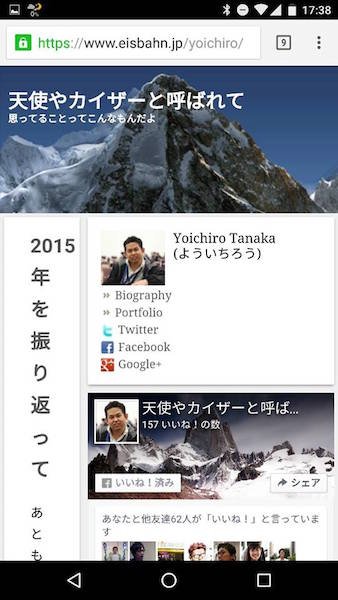 0%
17:38
https://www.eisbahn.jp/yoichiro/
9
天使やカイザーと呼ばれて
思ってることってこんなもんだよ
2015
年
を
振
り
返
っ
て
あ
と
も
Yoichiro Tanaka
(よういちろう)
Biography
Portfolio
Twitter
Facebook
Google+
天使やカイザーと呼ば...
157 いいね！の数
いいね！済み
シェア
あなたと他友達62人が「いいね！」と言っていま
す